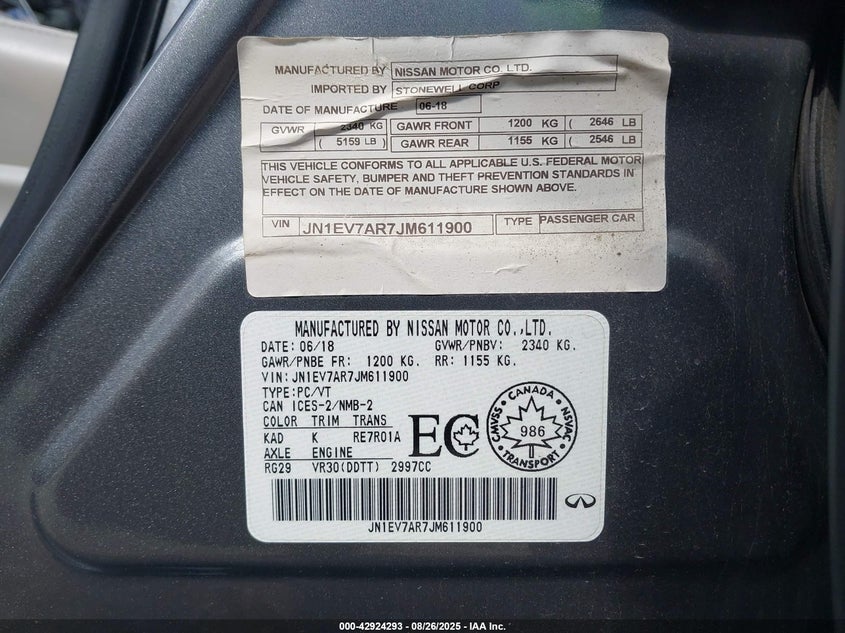 MANUFACTURED BY NISSAN MOTOR CO. LTD.
IMPORTED BY STONEWELL CORP
DATE OF MANUFACTURE 06-18
GVWR 2340 KG GAWR FRONT 1200 KG ( 2646 LB
( 5159 LB ) GAWR REAR 1155 KG ( 2546 LB
THIS VEHICLE CONFORMS TO ALL APPLICABLE U.S. FEDERAL MOTOR
VEHICLE SAFETY, BUMPER AND THEFT PREVENTION STANDARDS IN
EFFECT ON THE DATE OF MANUFACTURE SHOWN ABOVE.
VIN JN1EV7AR7JM611900 TYPE PASSENGER CAR
MANUFACTURED BY NISSAN MOTOR CO.,LTD.
DATE: 06/18 GVWR/PNBV: 2340 KG.
GAWR/PNBE FR: 1200 KG. RR: 1155 KG.
VIN: JN1EV7AR7JM611900
TYPE:PC/VT
CAN ICES-2/NMB-2
COLOR TRIM TRANS
KAD K RE7R01A
AXLE ENGINE
RG29 VR30(DDTT) 2997CC
EC
CANADA
CMVSS 986 NSVAC
TRANSPORT
JN1EV7AR7JM611900
000-42924293 - 08/26/2025 - IAA Inc.